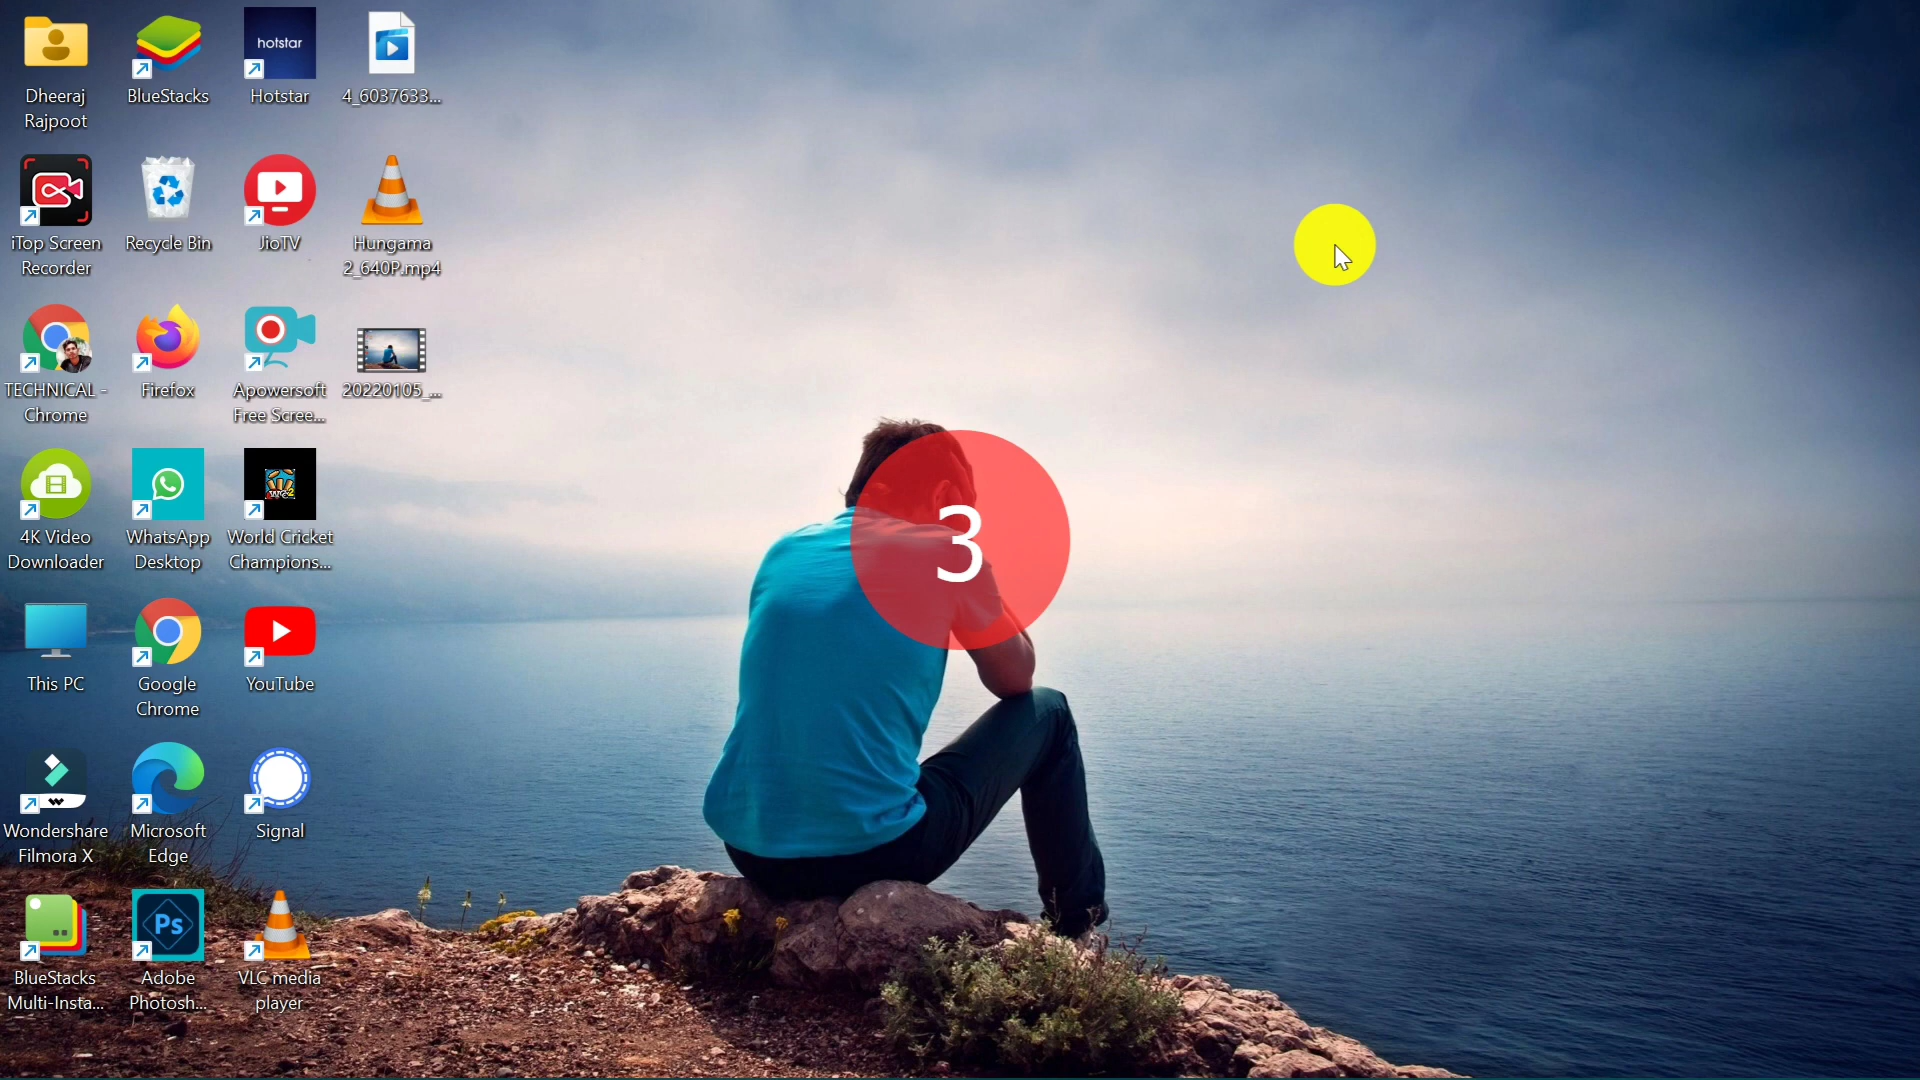 Dheeraj
Rajpoot
BlueStacks
hotstar
Hotstar
4_6037633...
iTop Screen
Recorder
Recycle Bin
JioTV
Hungama
2_640P.mp4
TECHNICAL -
Chrome
Firefox
Apowersoft
Free Scree...
20220105_...
4K Video
Downloader
WhatsApp
Desktop
World Cricket
Champions...
3
This PC
Google
Chrome
YouTube
Wondershare
Filmora X
Microsoft
Edge
Signal
Ps
BlueStacks
Multi-Insta...
Adobe
Photosh...
VLC media
player